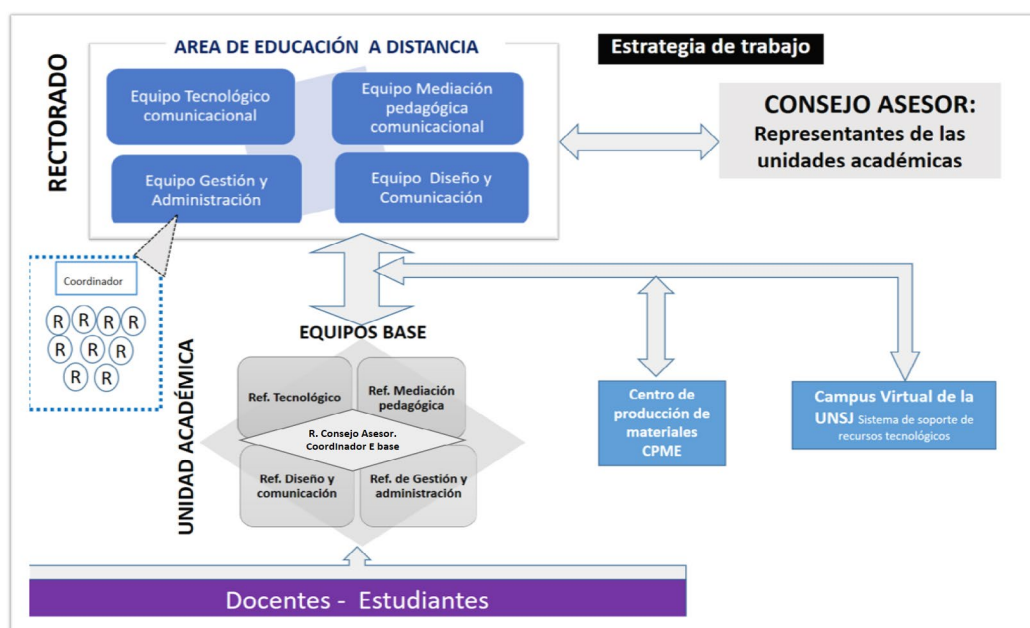 AREA DE EDUCACIÓN A DISTANCIA
Estrategia de trabajo
RECTORADO
Equipo Tecnológico
comunicacional
Equipo Mediación
pedagógica
comunicacional
Equipo Gestión y
Administración
Equipo Diseño y
Comunicación
CONSEJO ASESOR:
Representantes de las
unidades académicas
Coordinador
R R R R
R R R
R R
EQUIPOS BASE
UNIDAD ACADÉMICA
Ref. Tecnológico
Ref. Mediación
pedagógica
R. Consejo Asesor.
Coordinador E base
Ref. Diseño y
comunicación
Ref. de Gestión y
administración
Centro de
producción de
materiales
CPME
Campus Virtual de la
UNSJ Sistema de soporte de
recursos tecnológicos
Docentes - Estudiantes